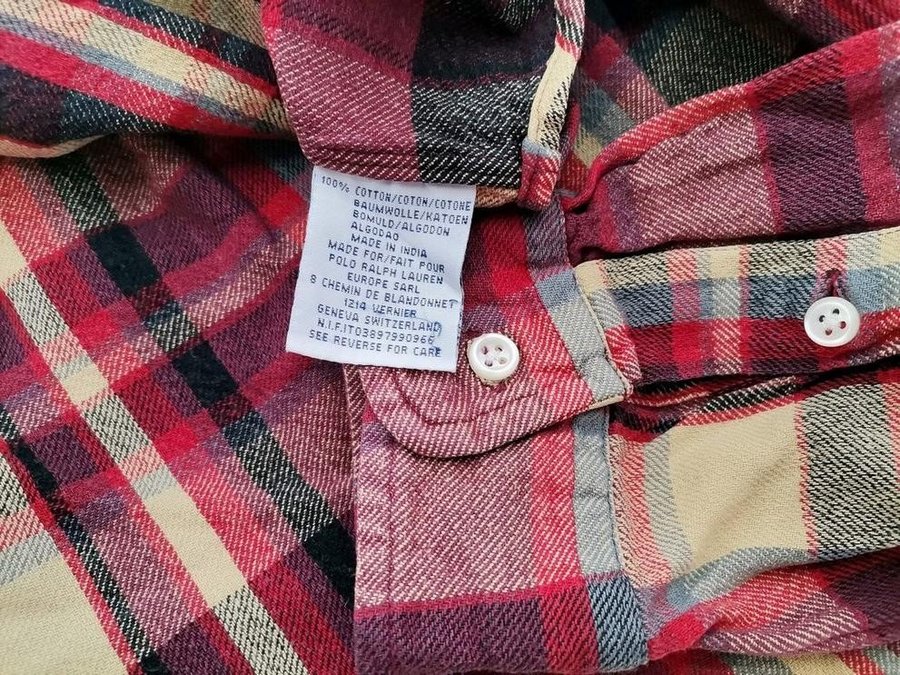 100% COTTON/COTON/COTONE
BAUMWOLLE/KATOEN
BOMULD/ALGODON
ALGODAO
MADE IN INDIA
MADE FOR/FAIT POUR
POLO RALPH LAUREN
EUROPE SARL
8 CHEMIN DE BLANDONNET
1214 VERNIER
GENEVA SWITZERLAND
N.I.F.IT03897990966
SEE REVERSE FOR CARE